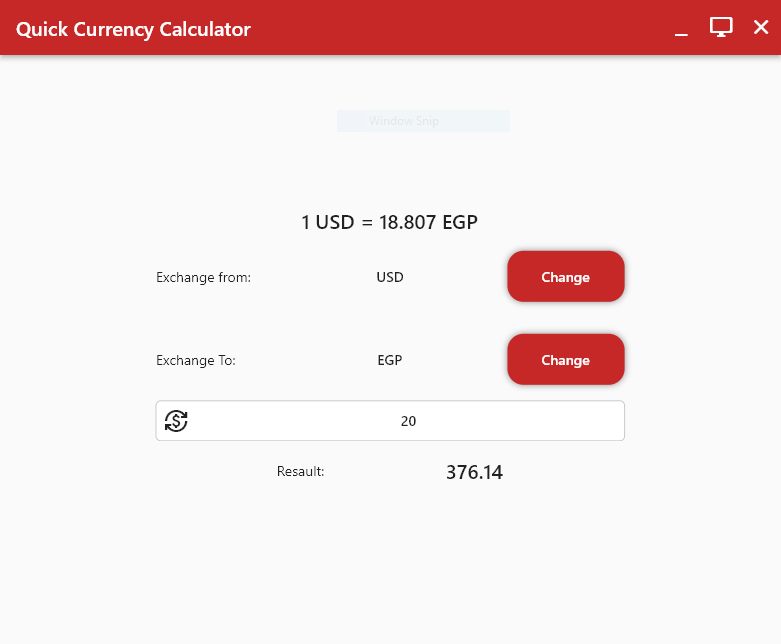 Quick Currency Calculator
Window Snip
1 USD = 18.807 EGP
Exchange from: USD Change
Exchange To: EGP Change
20
Resault: 376.14